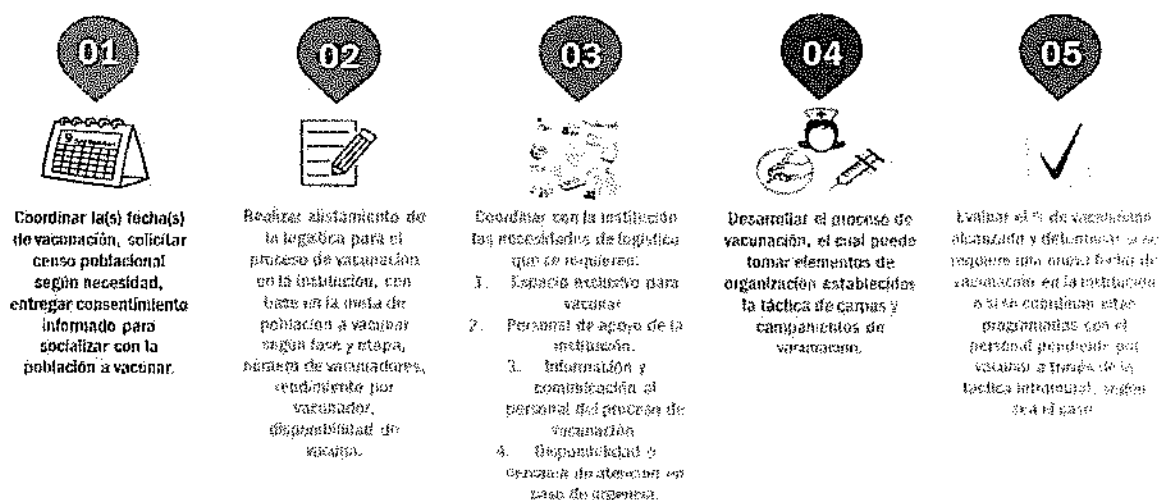 01
Coordinar la(s) fecha(s)
de vacunación, solicitar
censo poblacional
según necesidad,
entregar consentimiento
informado para
socializar con la
población a vacunar.
02
Realizar alistamiento de
la logística para el
proceso de vacunación
en la institución, con
base en la meta de
población a vacunar
según fase y etapa,
número de vacunadores,
rendimiento por
vacunador,
disponibilidad de
vacuna.
03
Coordinar con la institución
las necesidades de logística
que se requieren:
1. Espacio exclusivo para
vacunar
2. Personal de apoyo de la
institución.
3. Información y
comunicación al
personal del proceso de
vacunación
4. Disponibilidad o
cercanía de atención en
caso de urgencia.
04
Desarrollar el proceso de
vacunación, el cual puede
tomar elementos de
organización establecidos
la táctica de carpas y
campamentos de
vacunación.
05
Evaluar el % de vacunación
alcanzado y determinar si se
requiere una nueva fecha de
vacunación en la institución
o si se coordinan citas
programadas con el
personal pendiente por
vacunar a través de la
táctica intramural, según
sea el caso